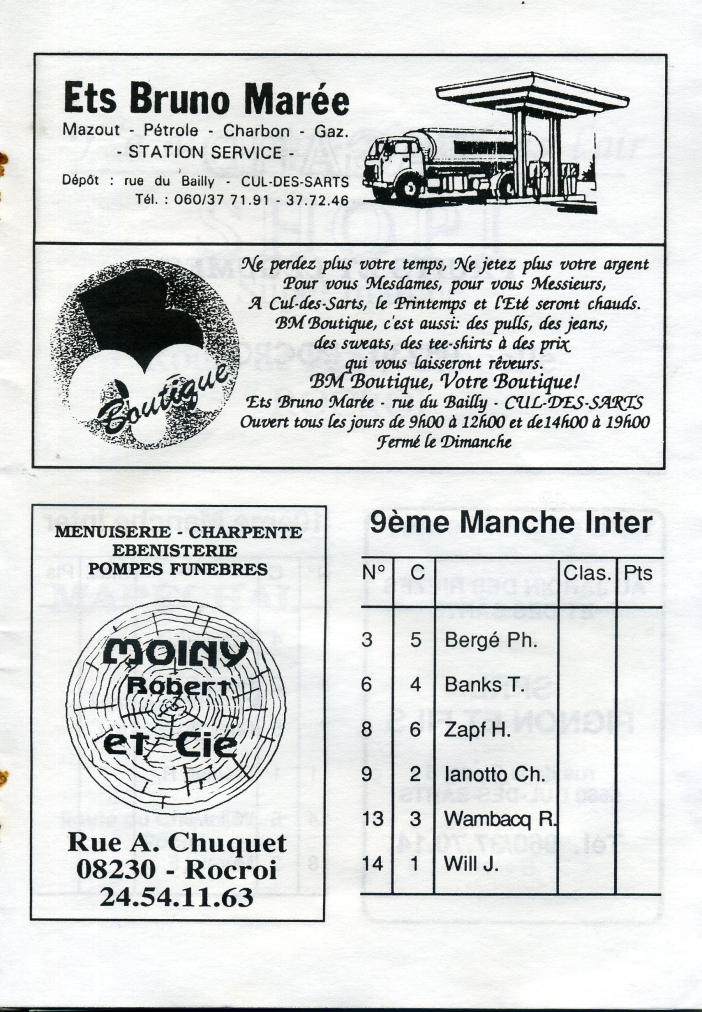 Ets Bruno Marée
Mazout - Pétrole - Charbon - Gaz.
- STATION SERVICE -
Dépôt : rue du Bailly - CUL-DES-SARTS
Tél. : 060/37 71.91 - 37.72.46
Ne perdez plus votre temps, Ne jetez plus votre argent
Pour vous Mesdames, pour vous Messieurs,
A Cul-des-Sarts, le Printemps et l'Eté seront chauds.
BM Boutique, c'est aussi: des pulls, des jeans,
des sweats, des tee-shirts à des prix
qui vous laisseront rêveurs.
BM Boutique, Votre Boutique!
Ets Bruno Marée - rue du Bailly - CUL-DES-SARTS
Ouvert tous les jours de 9h00 à 12h00 et de14h00 à 19h00
Fermé le Dimanche
Boutique
MENUISERIE - CHARPENTE
EBENISTERIE
POMPES FUNEBRES
MOINY
Robert
et Cie
Rue A. Chuquet
08230 - Rocroi
24.54.11.63
9ème Manche Inter
N° C Clas. Pts
3 5 Bergé Ph.
6 4 Banks T.
8 6 Zapf H.
9 2 Ianotto Ch.
13 3 Wambacq R.
14 1 Will J.